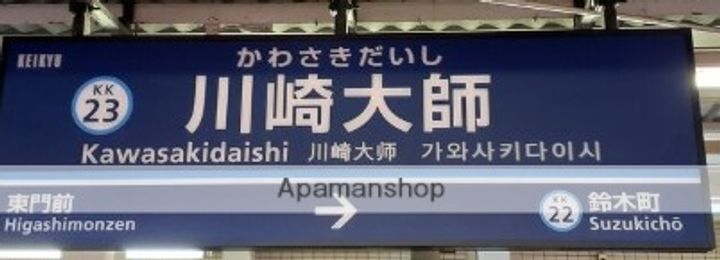 KEIKYU
かわさきだいし
KK
23
川崎大師
Kawasakidaishi 川崎大师 가와사키다이시
Apamanshop
東門前
Higashimonzen
→
KK
22
鈴木町
Suzukichō